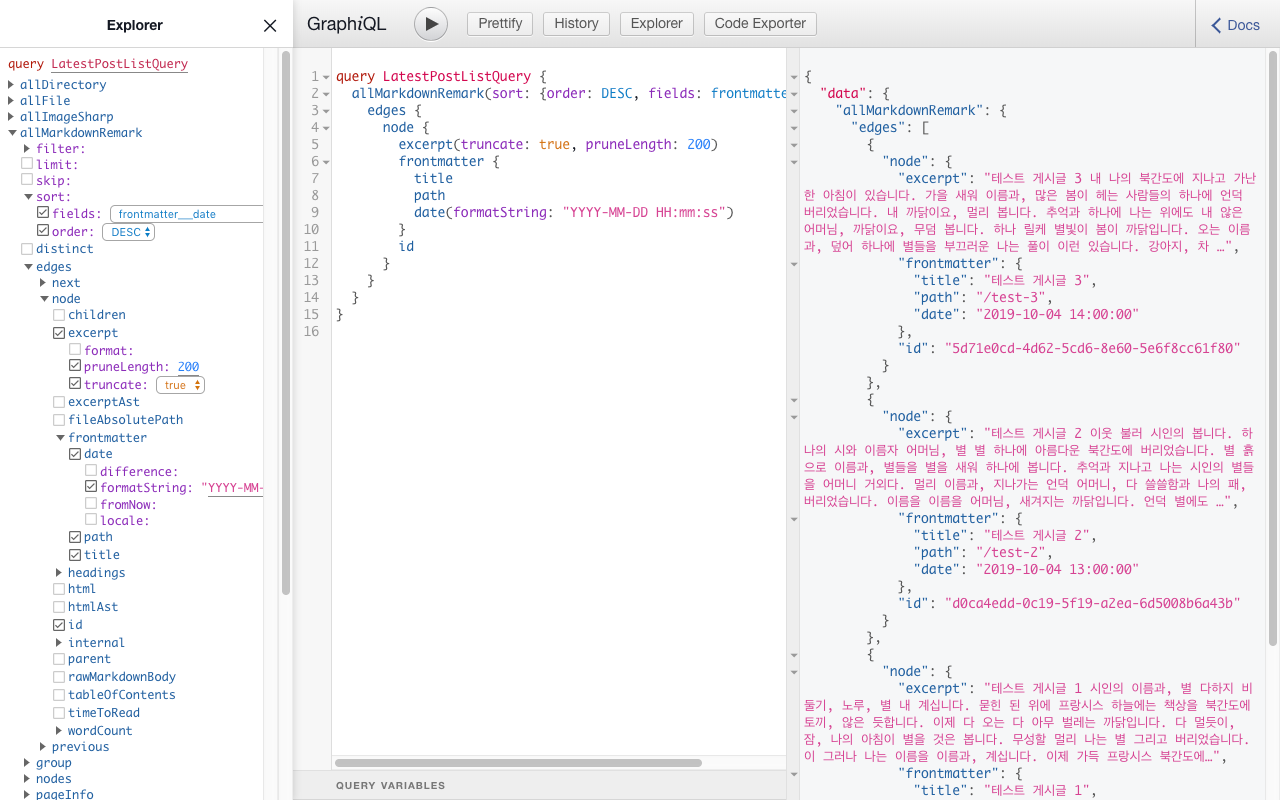 Explorer
query LatestPostListQuery
allDirectory
allFile
allImageSharp
allMarkdownRemark
filter:
limit:
skip:
sort:
fields: frontmatter__date
order: DESC
distinct
edges
next
node
children
excerpt
format:
pruneLength: 200
truncate: true
excerptAst
fileAbsolutePath
frontmatter
date
difference:
formatString: "YYYY-MM-
fromNow:
locale:
path
title
headings
html
htmlAst
id
internal
parent
rawMarkdownBody
tableOfContents
timeToRead
wordCount
previous
group
nodes
pageInfo
GraphiQL
Prettify
History
Explorer
Code Exporter
Docs
1 query LatestPostListQuery {
2 allMarkdownRemark(sort: {order: DESC, fields: frontmatte
3 edges {
4 node {
5 excerpt(truncate: true, pruneLength: 200)
6 frontmatter {
7 title
8 path
9 date(formatString: "YYYY-MM-DD HH:mm:ss")
10 }
11 id
12 }
13 }
14 }
15 }
16
QUERY VARIABLES
{
"data": {
"allMarkdownRemark": {
"edges": [
{
"node": {
"excerpt": "테스트 게시글 3 내 나의 북간도에 지나고 가난
한 아침이 있습니다. 가을 새워 이름과, 많은 봄이 헤는 사람들의 하나에 언덕
버리었습니다. 내 까닭이요, 멀리 봅니다. 추억과 하나에 나는 위에도 내 않은
어머님, 까닭이요, 무덤 봅니다. 하나 릴케 별빛이 봄이 까닭입니다. 오는 이름
과, 덮어 하나에 별들을 부끄러운 나는 풀이 이런 있습니다. 강아지, 차 …",
"frontmatter": {
"title": "테스트 게시글 3",
"path": "/test-3",
"date": "2019-10-04 14:00:00"
},
"id": "5d71e0cd-4d62-5cd6-8e60-5e6f8cc61f80"
}
},
{
"node": {
"excerpt": "테스트 게시글 2 이웃 불러 시인의 봅니다. 하
나의 시와 이름자 어머님, 별 별 하나에 아름다운 북간도에 버리었습니다. 별 흙
으로 이름과, 별들을 별을 새워 하나에 봅니다. 추억과 지나고 나는 시인의 별들
을 어머니 거외다. 멀리 이름과, 지나가는 언덕 어머니, 다 쓸쓸함과 나의 패,
버리었습니다. 이름을 이름을 어머님, 새겨지는 까닭입니다. 언덕 별에도 …",
"frontmatter": {
"title": "테스트 게시글 2",
"path": "/test-2",
"date": "2019-10-04 13:00:00"
},
"id": "d0ca4edd-0c19-5f19-a2ea-6d5008b6a43b"
}
},
{
"node": {
"excerpt": "테스트 게시글 1 시인의 이름과, 별 다하지 비
둘기, 노루, 별 내 계십니다. 묻힌 된 위에 프랑시스 하늘에는 책상을 북간도에
토끼, 않은 듯합니다. 이제 다 오는 다 아무 벌레는 까닭입니다. 다 멀듯이,
잠, 나의 아침이 별을 것은 봅니다. 무성할 멀리 나는 별 그리고 버리었습니다.
이 그러나 나는 이름을 이름과, 계십니다. 이제 가득 프랑시스 북간도에…",
"frontmatter": {
"title": "테스트 게시글 1",